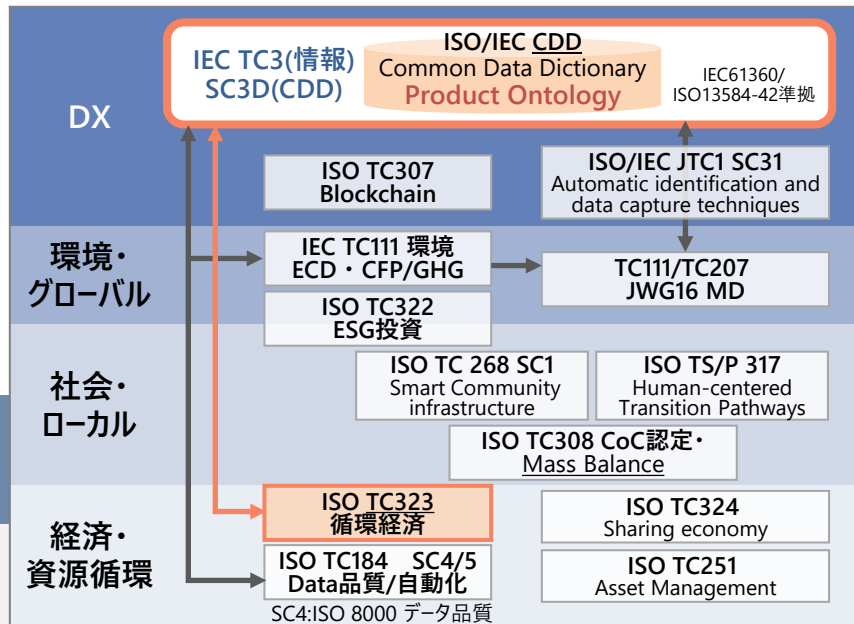 DX
IEC TC3(情報)
SC3D(CDD)
ISO/IEC CDD
Common Data Dictionary
Product Ontology
IEC61360/
ISO13584-42準拠
ISO TC307
Blockchain
ISO/IEC JTC1 SC31
Automatic identification and
data capture techniques
環境・
グローバル
IEC TC111 環境
ECD・CFP/GHG
TC111/TC207
JWG16 MD
ISO TC322
ESG投資
社会・
ローカル
ISO TC 268 SC1
Smart Community
infrastructure
ISO TS/P 317
Human-centered
Transition Pathways
ISO TC308 CoC認定・
Mass Balance
経済・
資源循環
ISO TC323
循環経済
ISO TC324
Sharing economy
ISO TC184 SC4/5
Data品質/自動化
SC4:ISO 8000 データ品質
ISO TC251
Asset Management